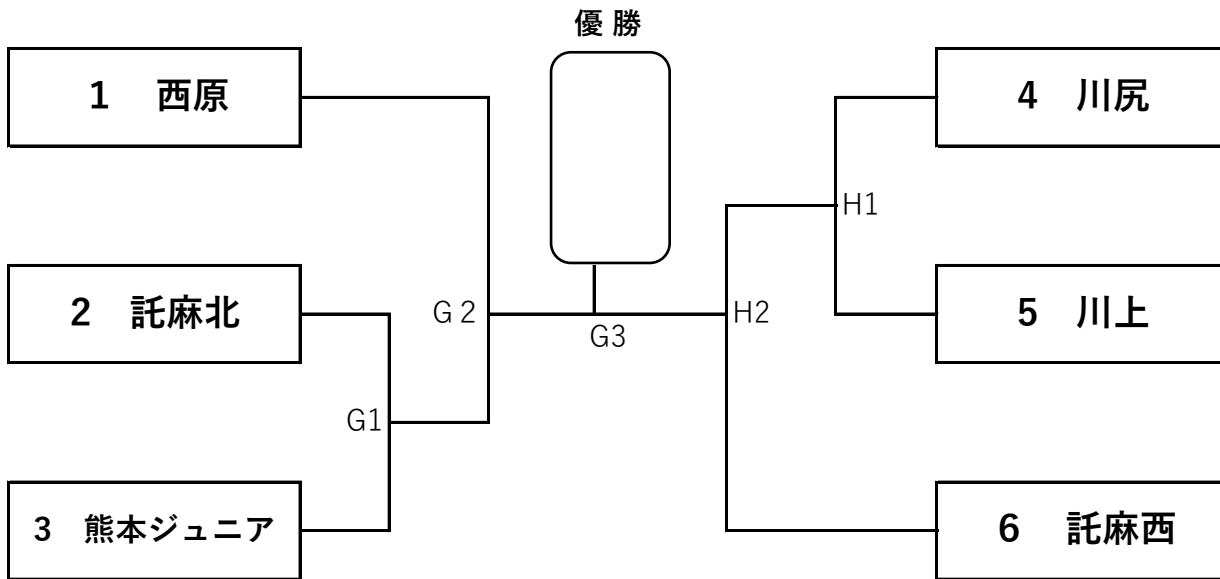 優 勝
1　西原
4　川尻
H1
2　託麻北
G 2
H2
5　川上
G3
G1
3　熊本ジュニア
6　託麻西